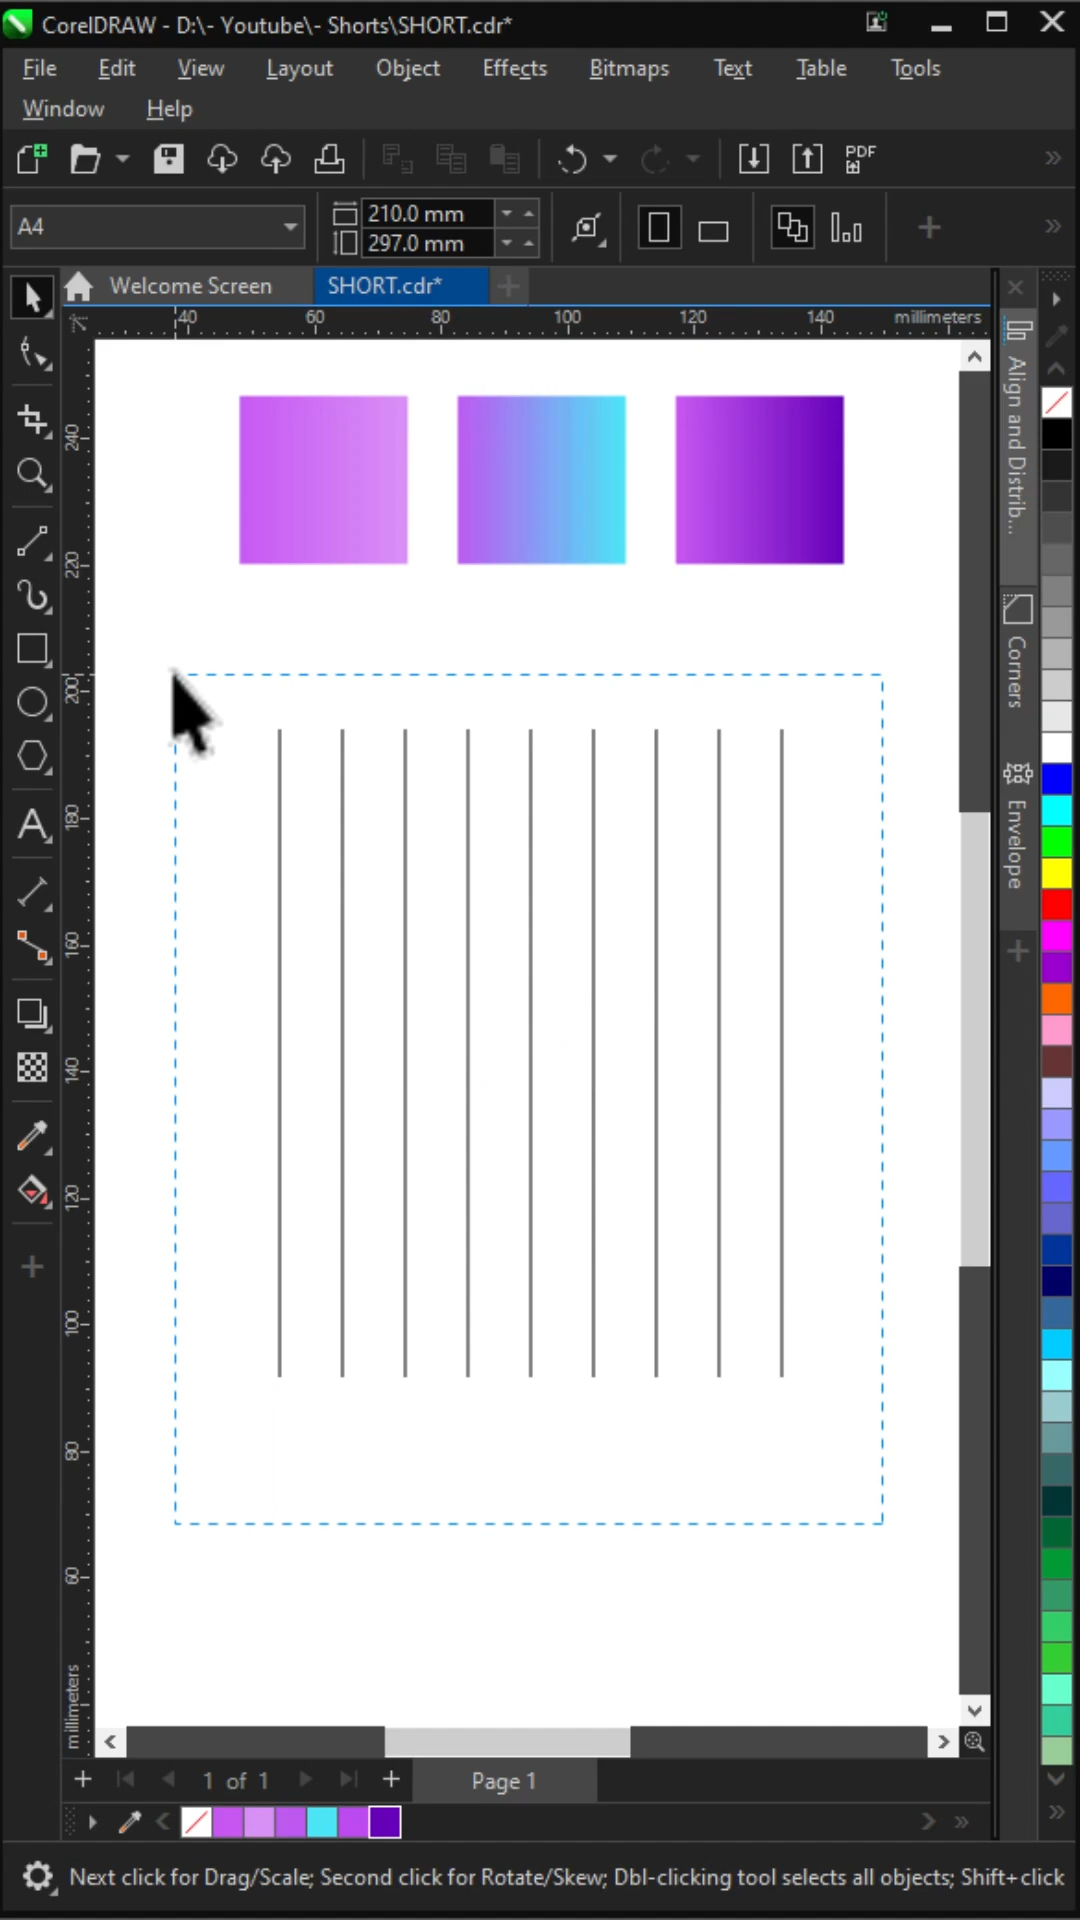 CorelDRAW - D:\- Youtube\- Shorts\SHORT.cdr*
File Edit View Layout Object Effects Bitmaps Text Table Tools
Window Help
PDF
A4
210.0 mm
297.0 mm
Welcome Screen
SHORT.cdr*
40 60 80 100 120 140 millimeters
240
220
200
180
160
140
120
100
80
60
millimeters
Align and Distrib...
Corners
Envelope
1 of 1
Page 1
Next click for Drag/Scale; Second click for Rotate/Skew; Dbl-clicking tool selects all objects; Shift+click